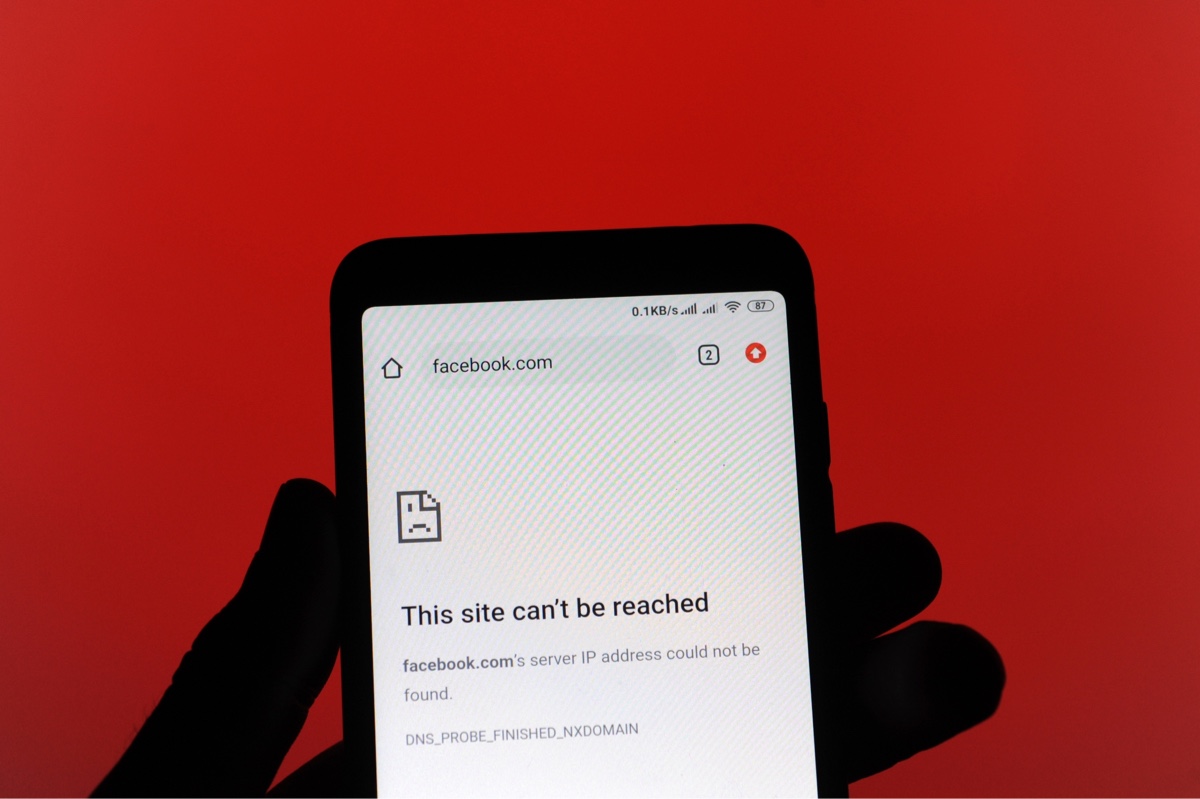 0.1KB/s 87
facebook.com 2
This site can't be reached
facebook.com's server IP address could not be
found.
DNS_PROBE_FINISHED_NXDOMAIN